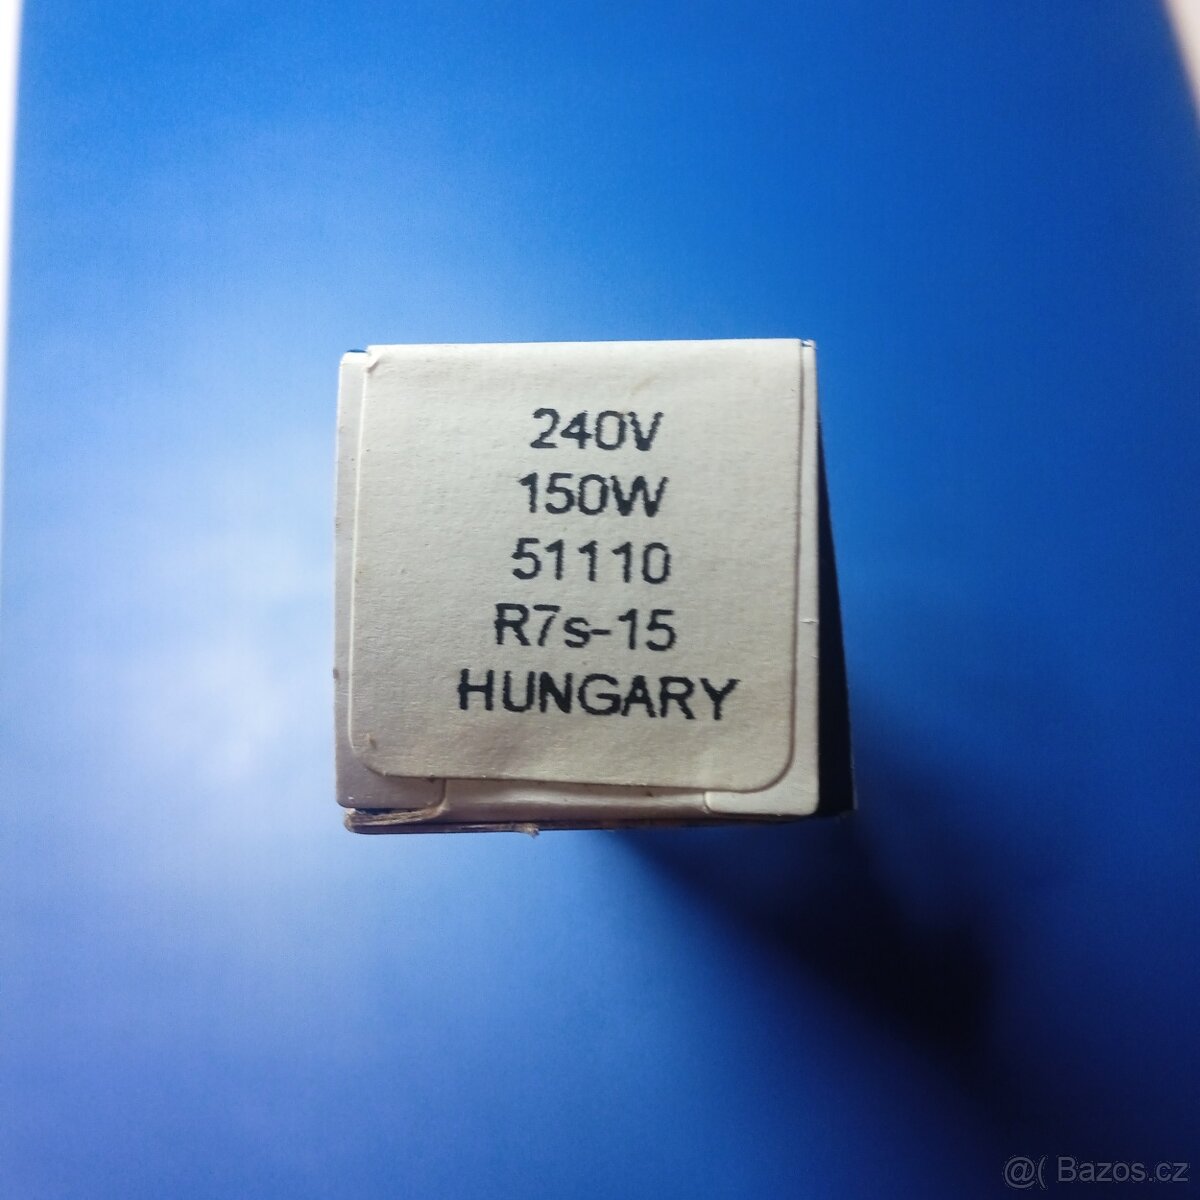 240V
150W
51110
R7s-15
HUNGARY
@( Bazos.cz